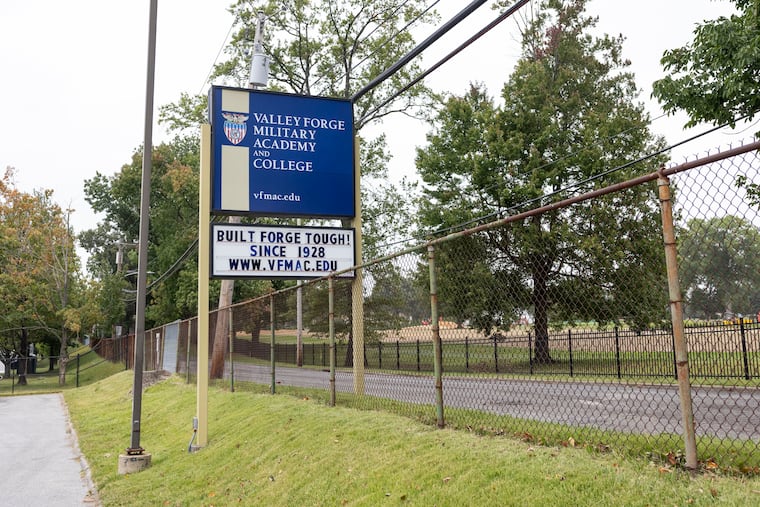 VALLEY FORGE
MILITARY
ACADEMY
AND
COLLEGE
vfmac.edu
BUILT FORGE TOUGH!
SINCE 1928
WWW.VFMAC.EDU